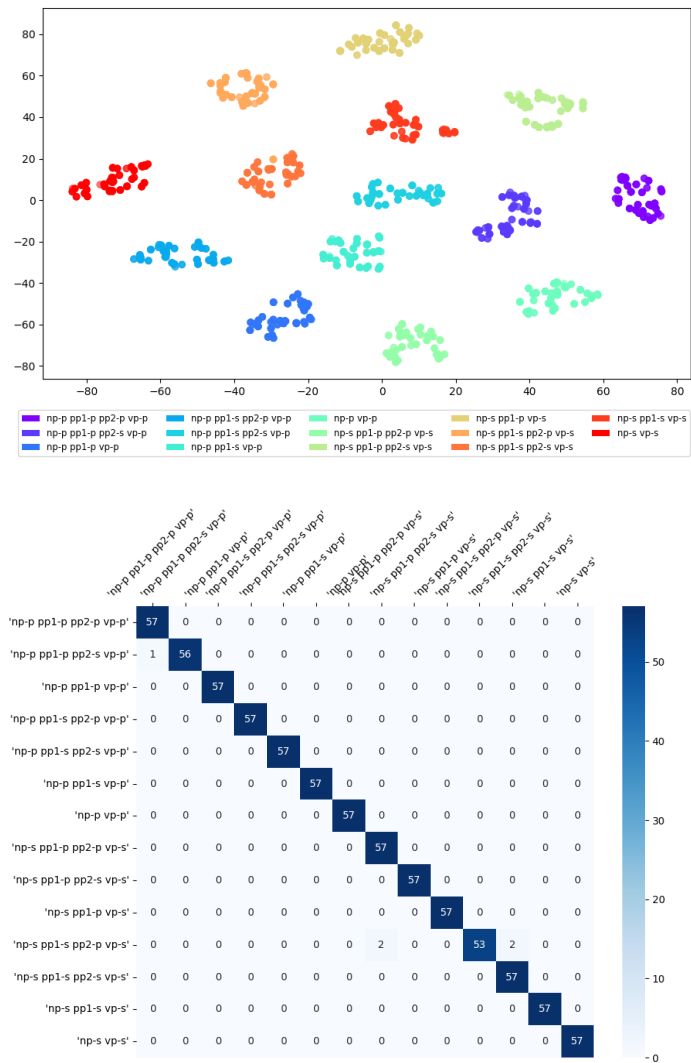 80
60
40
20
0
−20
−40
−60
−80
−80 −60 −40 −20 0 20 40 60 80
np-p pp1-p pp2-p vp-p np-p pp1-s pp2-p vp-p np-p vp-p np-s pp1-p vp-s np-s pp1-s vp-s
np-p pp1-p pp2-s vp-p np-p pp1-s pp2-s vp-p np-s pp1-p pp2-p vp-s np-s pp1-s pp2-p vp-s np-s vp-s
np-p pp1-p vp-p np-p pp1-s vp-p np-s pp1-p pp2-s vp-s np-s pp1-s pp2-s vp-s
'np-p pp1-p pp2-p vp-p'
'np-p pp1-p pp2-s vp-p'
'np-p pp1-p vp-p'
'np-p pp1-s pp2-p vp-p'
'np-p pp1-s pp2-s vp-p'
'np-p pp1-s vp-p'
'np-p vp-p'
'np-s pp1-p pp2-p vp-s'
'np-s pp1-p pp2-s vp-s'
'np-s pp1-p vp-s'
'np-s pp1-s pp2-p vp-s'
'np-s pp1-s pp2-s vp-s'
'np-s pp1-s vp-s'
'np-s vp-s'
'np-p pp1-p pp2-p vp-p' 57 0 0 0 0 0 0 0 0 0 0 0 0 0
'np-p pp1-p pp2-s vp-p' 1 56 0 0 0 0 0 0 0 0 0 0 0 0
'np-p pp1-p vp-p' 0 0 57 0 0 0 0 0 0 0 0 0 0 0
'np-p pp1-s pp2-p vp-p' 0 0 0 57 0 0 0 0 0 0 0 0 0 0
'np-p pp1-s pp2-s vp-p' 0 0 0 0 57 0 0 0 0 0 0 0 0 0
'np-p pp1-s vp-p' 0 0 0 0 0 57 0 0 0 0 0 0 0 0
'np-p vp-p' 0 0 0 0 0 0 57 0 0 0 0 0 0 0
'np-s pp1-p pp2-p vp-s' 0 0 0 0 0 0 0 57 0 0 0 0 0 0
'np-s pp1-p pp2-s vp-s' 0 0 0 0 0 0 0 0 57 0 0 0 0 0
'np-s pp1-p vp-s' 0 0 0 0 0 0 0 0 0 57 0 0 0 0
'np-s pp1-s pp2-p vp-s' 0 0 0 0 0 0 0 2 0 0 53 2 0 0
'np-s pp1-s pp2-s vp-s' 0 0 0 0 0 0 0 0 0 0 0 57 0 0
'np-s pp1-s vp-s' 0 0 0 0 0 0 0 0 0 0 0 0 57 0
'np-s vp-s' 0 0 0 0 0 0 0 0 0 0 0 0 0 57
50
40
30
20
10
0